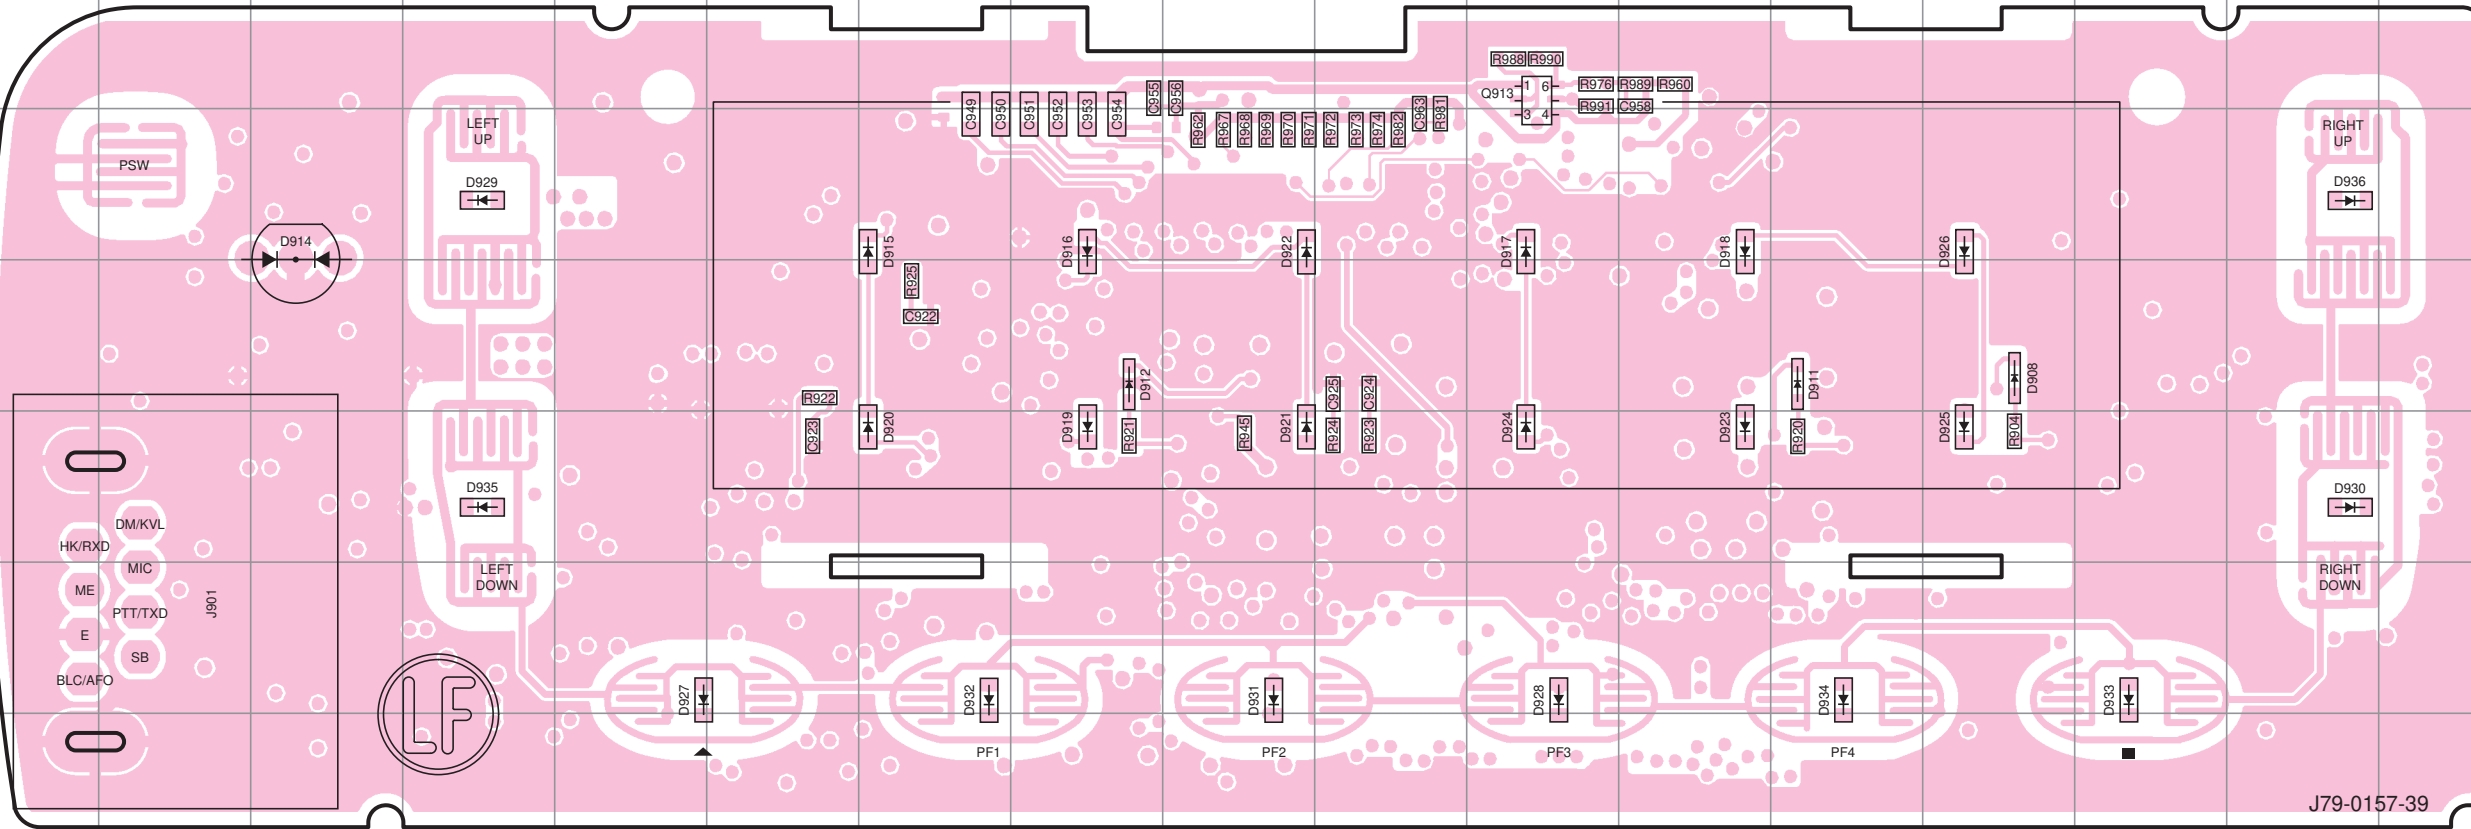 R988 R990
Q913 1 6 R976 R989 R960
3 4 R991 C958
C949 C950 C951 C952 C953 C954 C955 C956
R962 R967 R968 R969 R970 R971 R972 R973 R974 R982 C963 R981
PSW
LEFT
UP
D929
D914
RIGHT
UP
D936
D915 D916 D922 D917 D918 D926
R925
C922
R922
C923
D920 D919 D912 R921 R945 D921 C925 R924 C924 R923 D924 D923 D911 R920 D925 D908 R904
D935
D930
DM/KVL
HK/RXD
MIC
ME
PTT/TXD
E
SB
BLC/AFO
J901
LEFT
DOWN
RIGHT
DOWN
LF
D927 D932 D931 D928 D934 D933
▲ PF1 PF2 PF3 PF4 ■
J79-0157-39